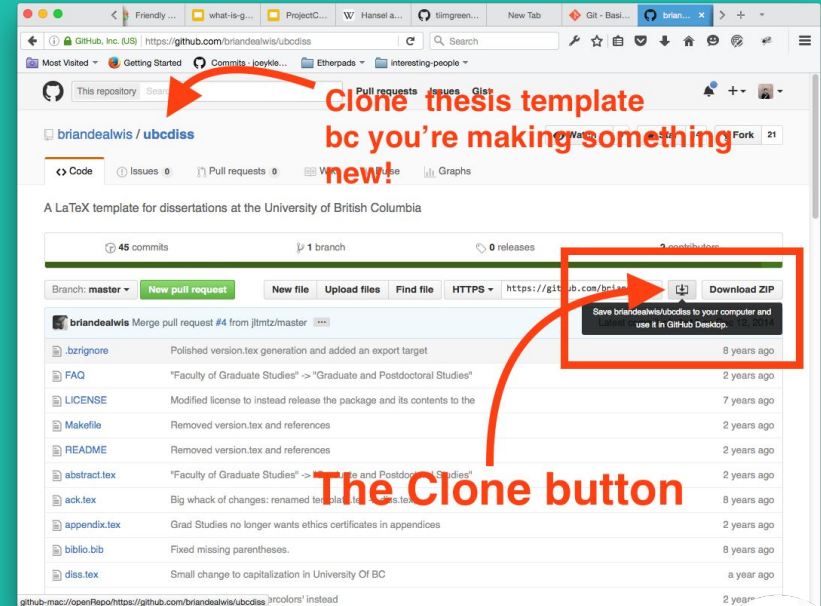 Friendly ...
what-is-g...
ProjectC...
Hansel a...
tiimgreen...
New Tab
Git - Basi...
brian...
GitHub, Inc. (US)
https://github.com/briandealwis/ubcdiss
Search
Most Visited
Getting Started
Commits · joeykle...
Etherpads
interesting-people
This repository
Pull requests
Issues
Gist
Clone thesis template
bc you're making something
new!
briandealwis / ubcdiss
Fork 21
Code
Issues 0
Pull requests 0
Graphs
A LaTeX template for dissertations at the University of British Columbia
45 commits
1 branch
0 releases
Branch: master
New pull request
New file
Upload files
Find file
HTTPS
Download ZIP
Save briandealwis/ubcdiss to your computer and
use it in GitHub Desktop.
briandealwis Merge pull request #4 from jltmtz/master
.bzrignore Polished version.tex generation and added an export target 8 years ago
FAQ "Faculty of Graduate Studies" -> "Graduate and Postdoctoral Studies" 2 years ago
LICENSE Modified license to instead release the package and its contents to the 7 years ago
Makefile Removed version.tex and references 2 years ago
README Removed version.tex and references 2 years ago
abstract.tex "Faculty of Graduate Studies" -> and Postdoctoral Studies" 2 years ago
The Clone button
ack.tex Big whack of changes: renamed 8 years ago
appendix.tex Grad Studies no longer wants ethics certificates in appendices 2 years ago
biblio.bib Fixed missing parentheses. 8 years ago
diss.tex Small change to capitalization in University Of BC a year ago
github-mac://openRepo/https://github.com/briandealwis/ubcdiss instead 2 years